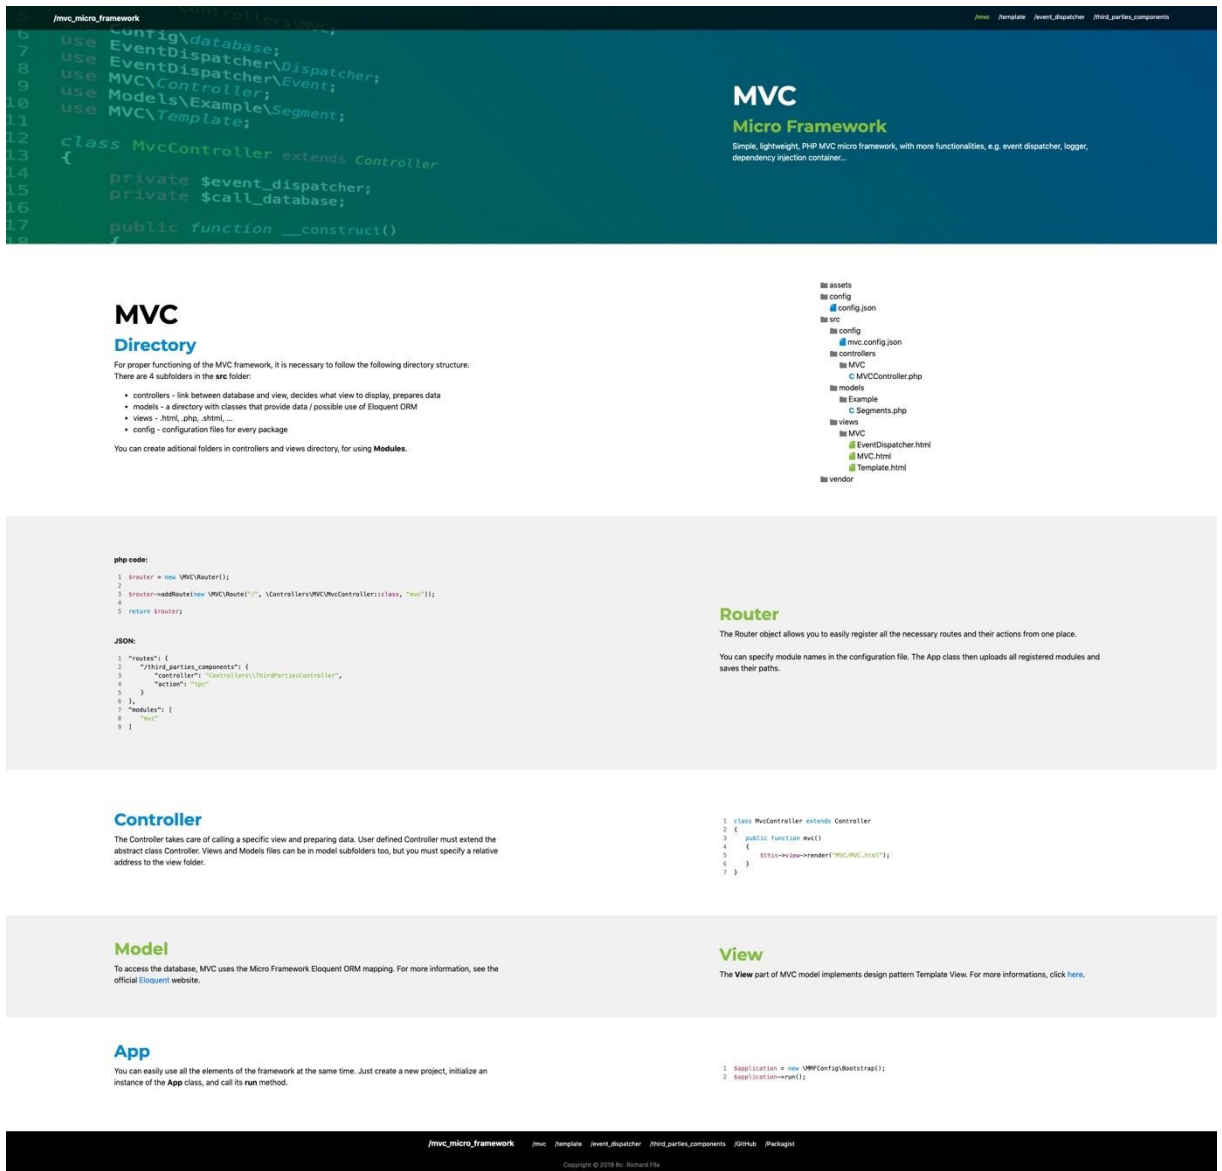 /mvc_micro_framework
/mvc /template /event_dispatcher /third_parties_components
5 Controllers\MVC;
6 use Config\database;
7 use EventDispatcher\Dispatcher;
8 use EventDispatcher\Event;
9 use MVC\Controller;
10 use Models\Example\Segment;
11 use MVC\Template;
12 class MvcController extends Controller
13 {
14 private $event_dispatcher;
15 private $call_database;
16
17 public function __construct()
18 {
MVC
Micro Framework
Simple, lightweight, PHP MVC micro framework, with more functionalities, e.g. event dispatcher, logger,
dependency injection container...
MVC
Directory
For proper functioning of the MVC framework, it is necessary to follow the following directory structure.
There are 4 subfolders in the src folder:
• controllers - link between database and view, decides what view to display, prepares data
• models - a directory with classes that provide data / possible use of Eloquent ORM
• views - .html, .php, .shtml, ...
• config - configuration files for every package
You can create aditional folders in controllers and views directory, for using Modules.
assets
config
config.json
src
config
mvc.config.json
controllers
MVC
MVCController.php
models
Example
Segments.php
views
MVC
EventDispatcher.html
MVC.html
Template.html
vendor
php code:
1 $router = new \MVC\Router();
2
3 $router->addRoute(new \MVC\Route("/", \Controllers\MVC\MvcController::class, "mvc"));
4
5 return $router;
JSON:
1 "routes": {
2 "/third_parties_components": {
3 "controller": "Controllers\\ThirdPartiesController",
4 "action": "tpc"
5 }
6 },
7 "modules": [
8 "mvc"
9 ]
Router
The Router object allows you to easily register all the necessary routes and their actions from one place.
You can specify module names in the configuration file. The App class then uploads all registered modules and
saves their paths.
Controller
The Controller takes care of calling a specific view and preparing data. User defined Controller must extend the
abstract class Controller. Views and Models files can be in model subfolders too, but you must specify a relative
address to the view folder.
1 class MvcController extends Controller
2 {
3 public function mvc()
4 {
5 $this->view->render("MVC/MVC.html");
6 }
7 }
Model
To access the database, MVC uses the Micro Framework Eloquent ORM mapping. For more information, see the
official Eloquent website.
View
The View part of MVC model implements design pattern Template View. For more informations, click here.
App
You can easily use all the elements of the framework at the same time. Just create a new project, initialize an
instance of the App class, and call its run method.
1 $application = new \MMFConfig\Bootstrap();
2 $application->run();
/mvc_micro_framework /mvc /template /event_dispatcher /third_parties_components /GitHub /Packagist
Copyright © 2019 Bc. Richard Fila